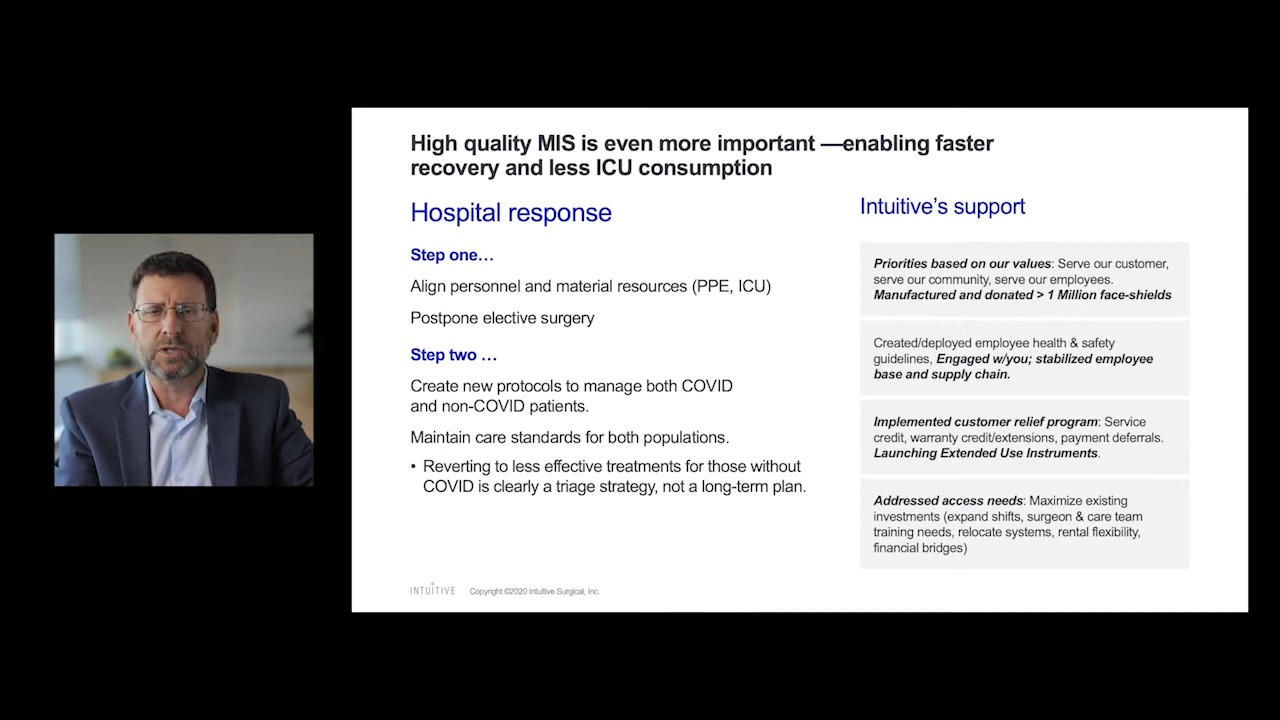 High quality MIS is even more important —enabling faster
recovery and less ICU consumption
Hospital response
Step one…
Align personnel and material resources (PPE, ICU)
Postpone elective surgery
Step two …
Create new protocols to manage both COVID
and non-COVID patients.
Maintain care standards for both populations.
• Reverting to less effective treatments for those without
COVID is clearly a triage strategy, not a long-term plan.
Intuitive’s support
Priorities based on our values: Serve our customer,
serve our community, serve our employees.
Manufactured and donated > 1 Million face-shields
Created/deployed employee health & safety
guidelines, Engaged w/you; stabilized employee
base and supply chain.
Implemented customer relief program: Service
credit, warranty credit/extensions, payment deferrals.
Launching Extended Use Instruments.
Addressed access needs: Maximize existing
investments (expand shifts, surgeon & care team
training needs, relocate systems, rental flexibility,
financial bridges)
INTUITIVE Copyright ©2020 Intuitive Surgical, Inc.